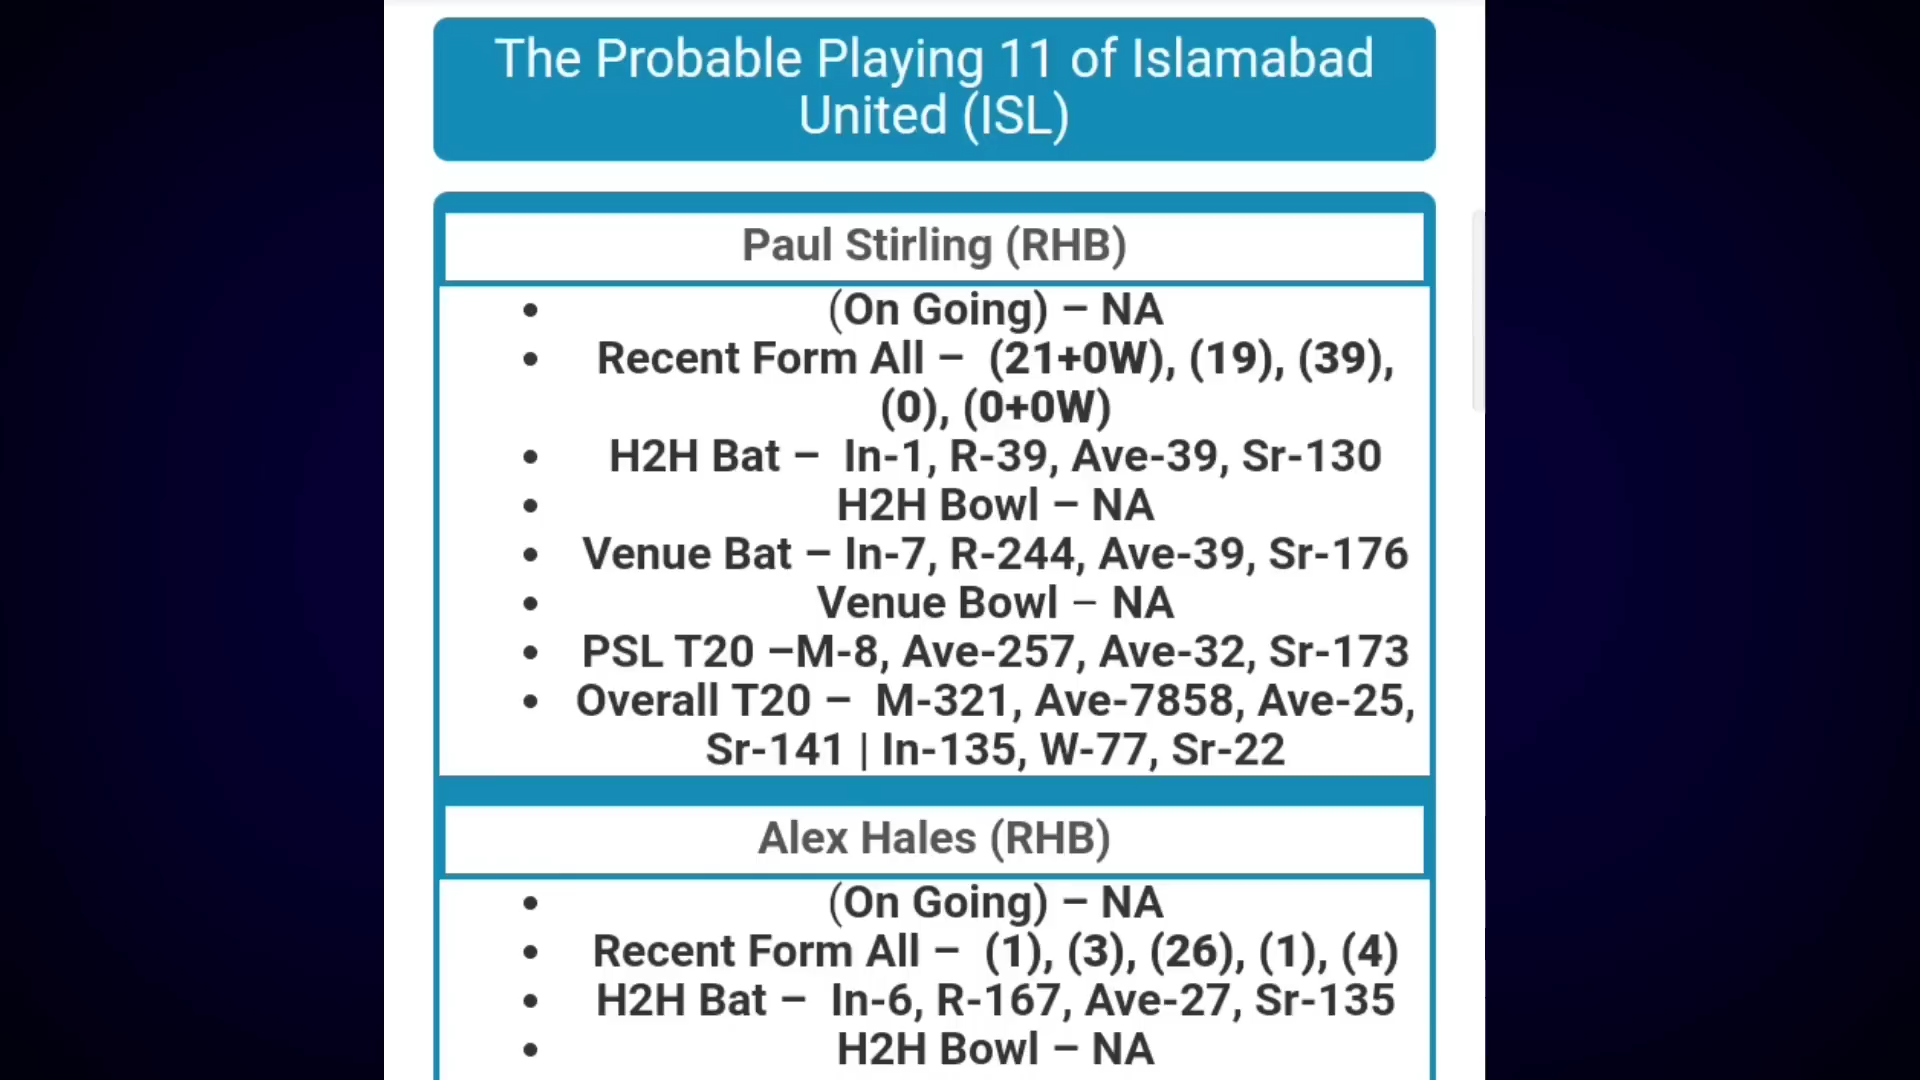 The Probable Playing 11 of Islamabad
United (ISL)
Paul Stirling (RHB)
• (On Going) – NA
• Recent Form All – (21+0W), (19), (39),
(0), (0+0W)
• H2H Bat – In-1, R-39, Ave-39, Sr-130
• H2H Bowl – NA
• Venue Bat – In-7, R-244, Ave-39, Sr-176
• Venue Bowl – NA
• PSL T20 –M-8, Ave-257, Ave-32, Sr-173
• Overall T20 – M-321, Ave-7858, Ave-25,
Sr-141 | In-135, W-77, Sr-22
Alex Hales (RHB)
• (On Going) – NA
• Recent Form All – (1), (3), (26), (1), (4)
• H2H Bat – In-6, R-167, Ave-27, Sr-135
• H2H Bowl – NA